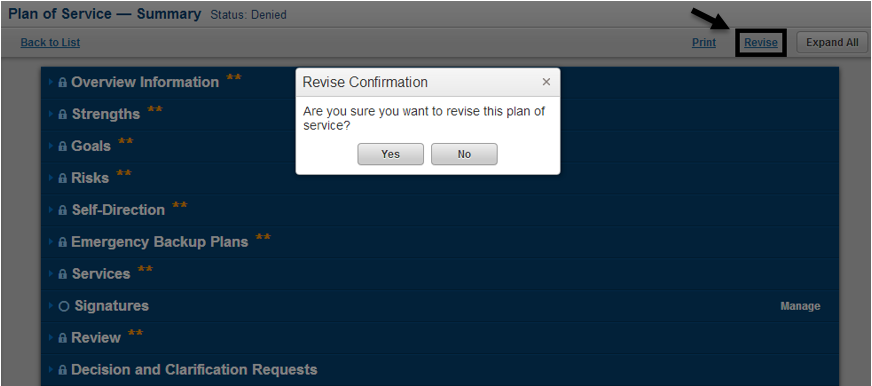 Plan of Service — Summary Status: Denied
Back to List Print Revise Expand All
Overview Information **
Strengths **
Goals **
Risks **
Self-Direction **
Emergency Backup Plans **
Services **
Signatures Manage
Review **
Decision and Clarification Requests
Revise Confirmation ×
Are you sure you want to revise this plan of
service?
Yes No